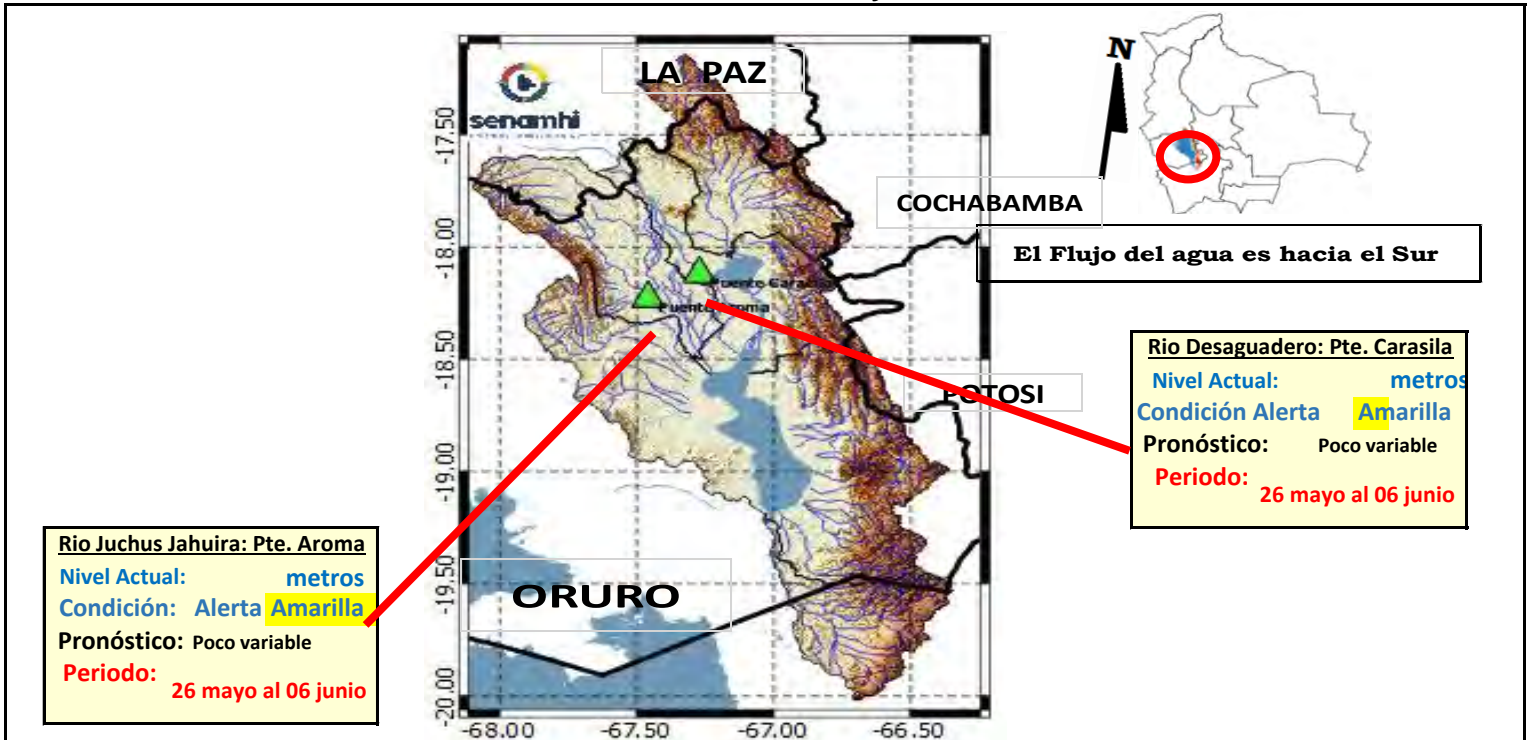 LA PAZ
N
senamhi
-17.50
COCHABAMBA
-18.00
El Flujo del agua es hacia el Sur
Puente Aroma
-18.50
Rio Desaguadero: Pte. Carasila
Nivel Actual: metros
Condición Alerta Amarilla
Pronóstico: Poco variable
Periodo:
26 mayo al 06 junio
POTOSI
-19.00
Rio Juchus Jahuira: Pte. Aroma
Nivel Actual: metros
Condición: Alerta Amarilla
Pronóstico: Poco variable
Periodo:
26 mayo al 06 junio
-19.50
ORURO
-20.00
-68.00 -67.50 -67.00 -66.50